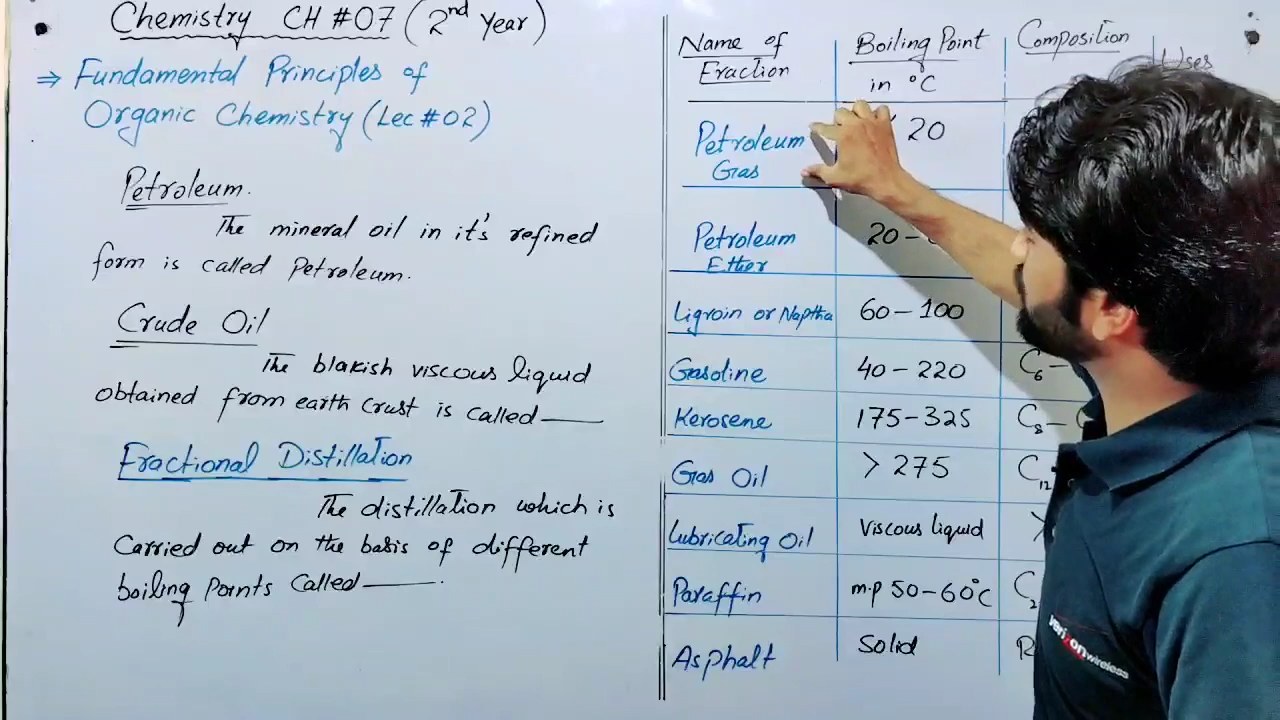 Chemistry CH #07 (2nd Year)
⇒ Fundamental Principles of
Organic Chemistry (Lec #02)
Petroleum.
The mineral oil in it's refined
form is called Petroleum.
Crude Oil
The blakish viscous liquid
obtained from earth crust is called ——
Fractional Distillation
The distillation which is
Carried out on the basis of different
boiling points called ——.
Name of Fraction
Boiling Point in °C
Composition
Uses
Petroleum Gas
20
Petroleum Ether
20 –
Ligroin or Naptha
60 – 100
Gasoline
40 – 220
C6 –
Kerosene
175 – 325
C8 –
Gas Oil
> 275
C12
Lubricating Oil
Viscous liquid
Paraffin
m.p 50 – 60°C
C2
Asphalt
Solid
R
verizon wireless